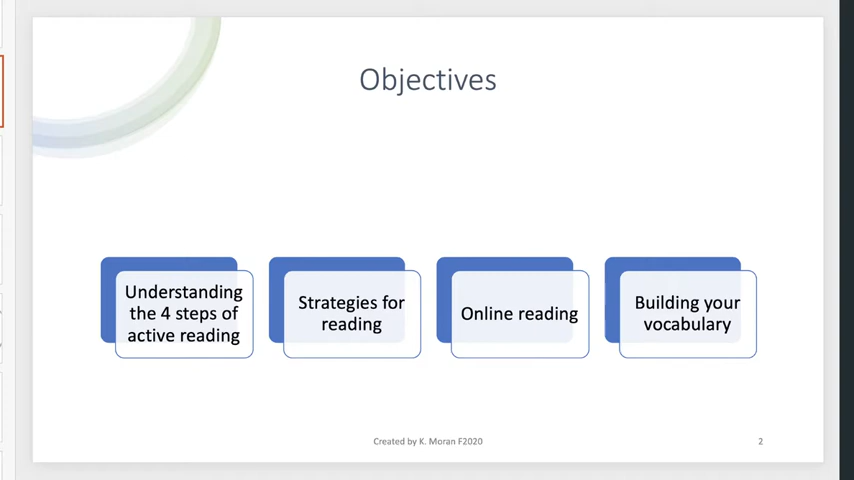 Objectives
Understanding
the 4 steps of
active reading
Strategies for
reading
Online reading
Building your
vocabulary
Created by K. Moran F2020
2